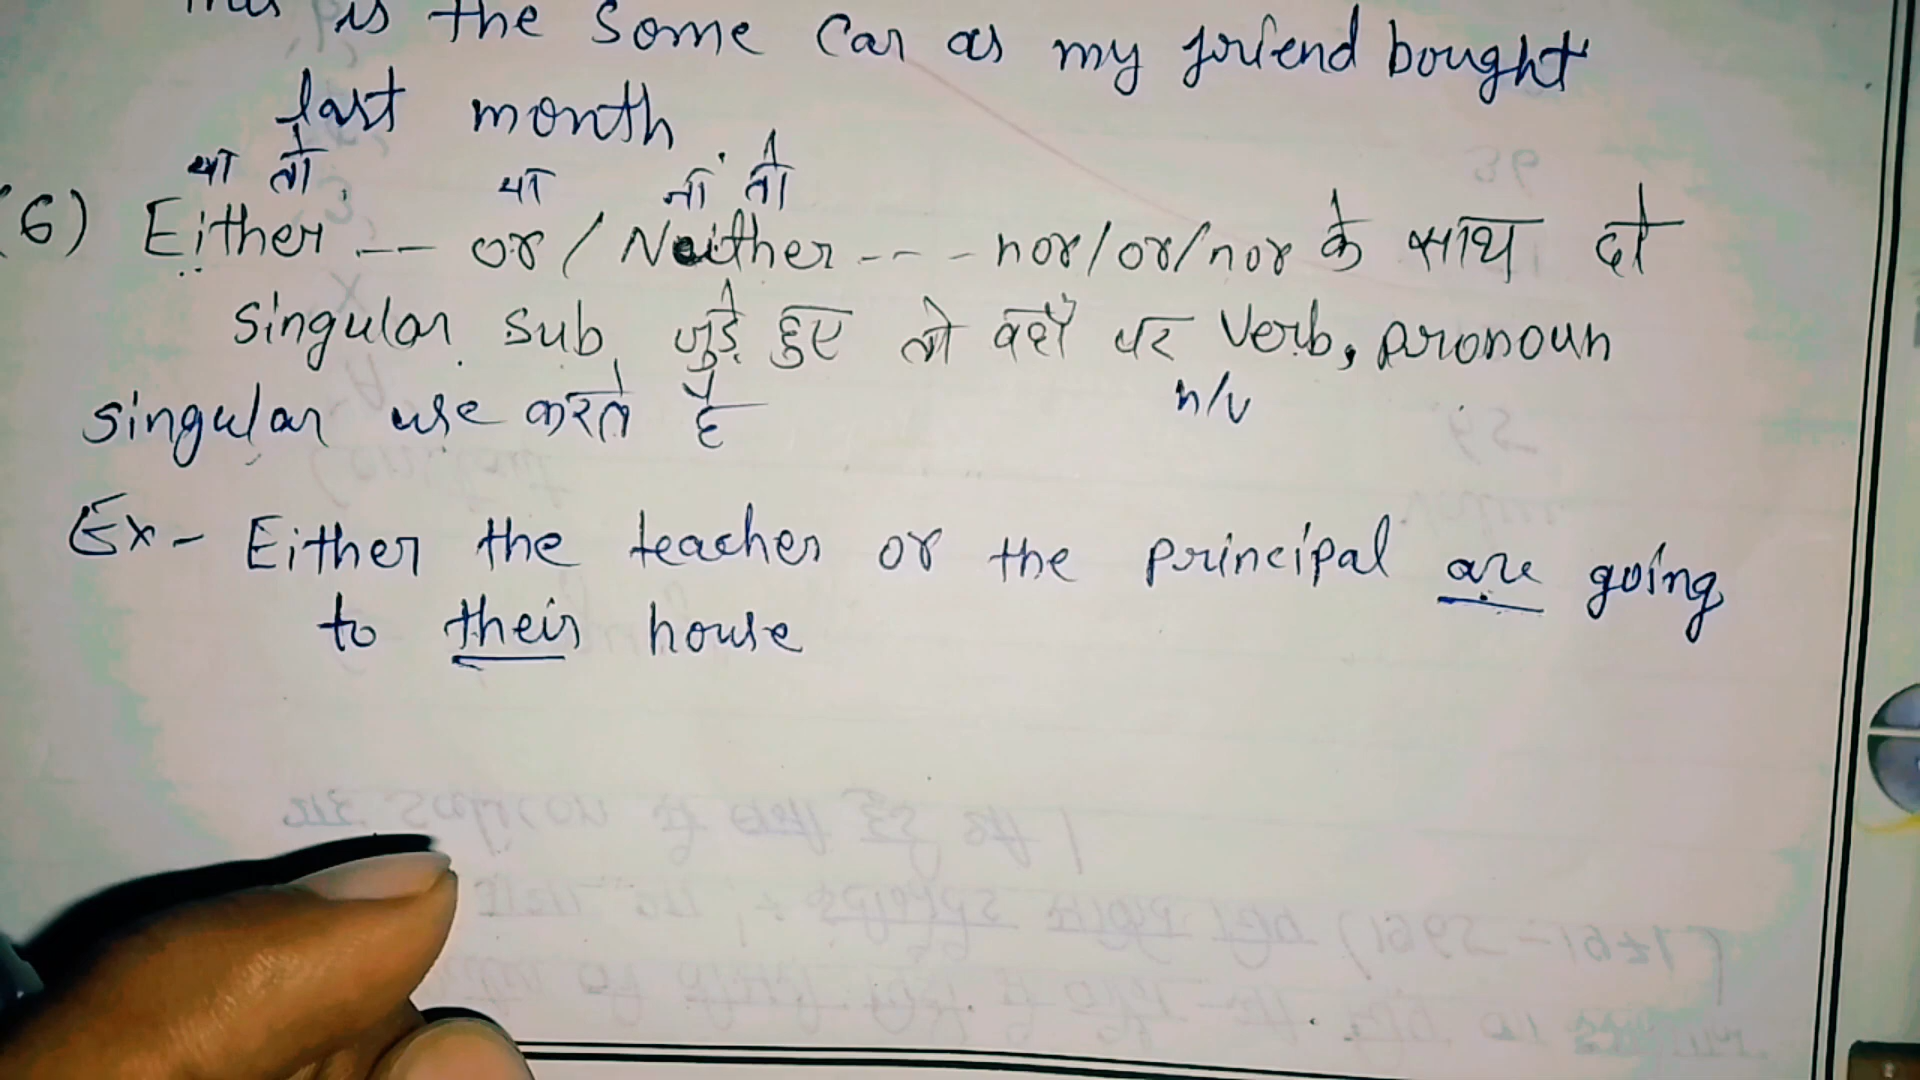 is the Some Car as my friend bought
last month.
या तो या ना तो
(6) Either -- or / Neither --- nor/or/nor के साथ दो
singular sub जुड़े हुए तो वहाँ पर Verb, pronoun
singular use करते है n/v
Ex- Either the teacher or the principal are going
to their house